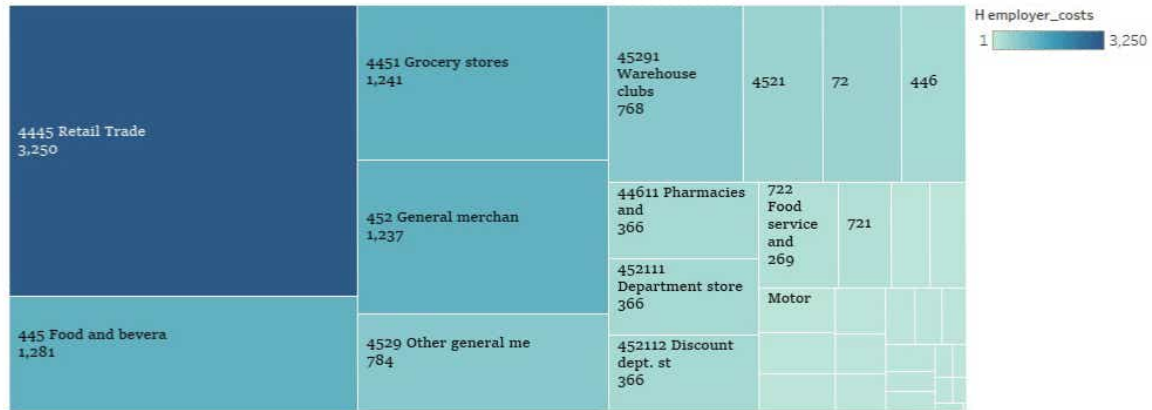 4445 Retail Trade
3,250
445 Food and bevera
1,281
4451 Grocery stores
1,241
452 General merchan
1,237
4529 Other general me
784
45291
Warehouse
clubs
768
4521
72
446
44611 Pharmacies
and
366
452111
Department store
366
452112 Discount
dept. st
366
722
Food
service
and
269
721
Motor
H employer_costs
1
3,250